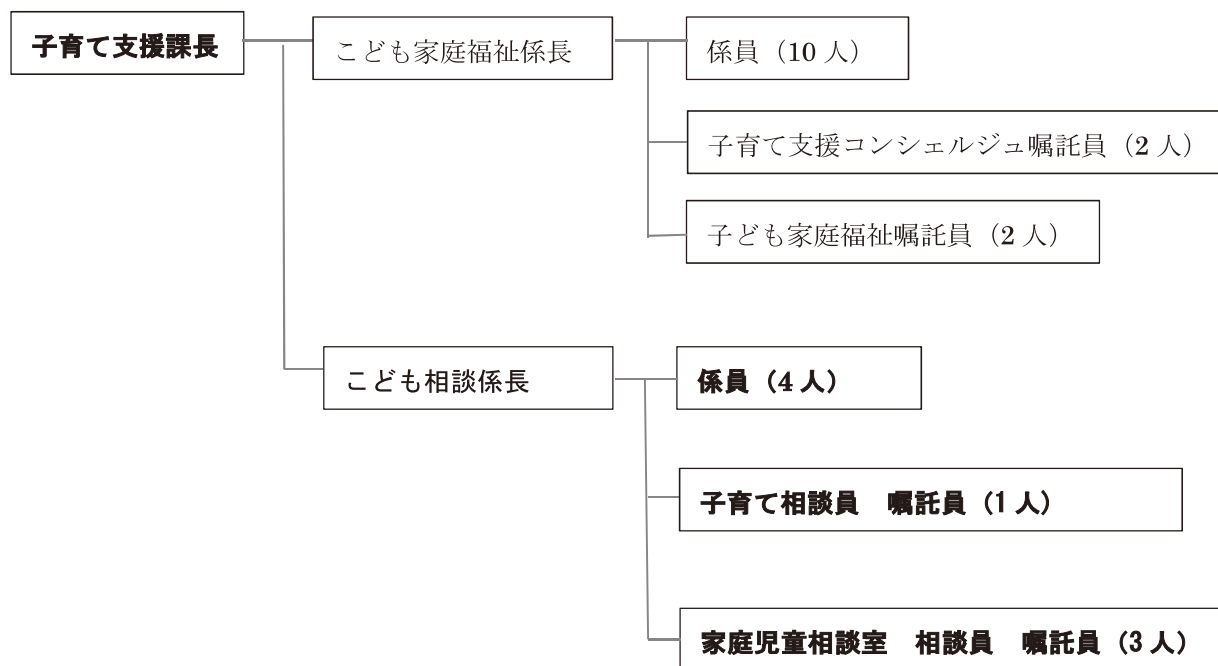 子育て支援課長
こども家庭福祉係長
係員（10 人）
子育て支援コンシェルジュ嘱託員（2 人）
子ども家庭福祉嘱託員（2 人）
こども相談係長
係員（4 人）
子育て相談員　嘱託員（1 人）
家庭児童相談室　相談員　嘱託員（3 人）